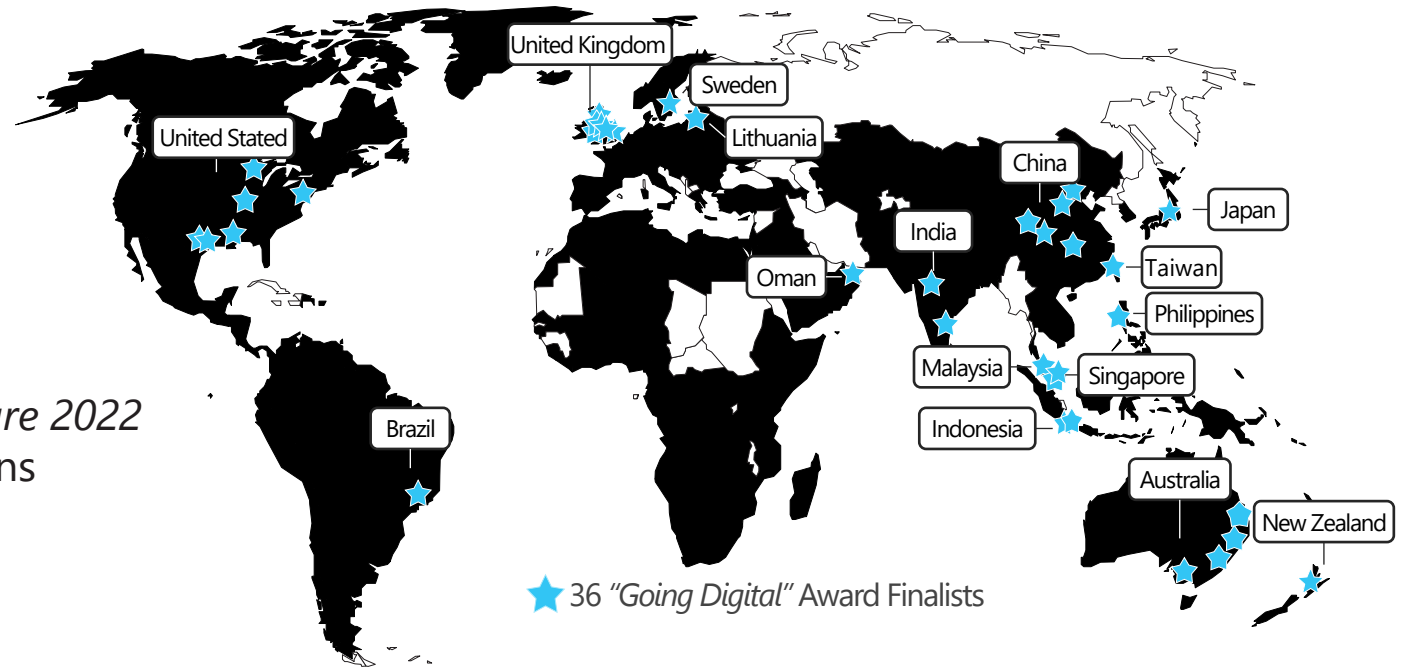 United Kingdom
Sweden
United Stated
Lithuania
China
Japan
India
Oman
Taiwan
Philippines
Malaysia
Singapore
re 2022
Brazil
Indonesia
ns
Australia
New Zealand
36 "Going Digital" Award Finalists